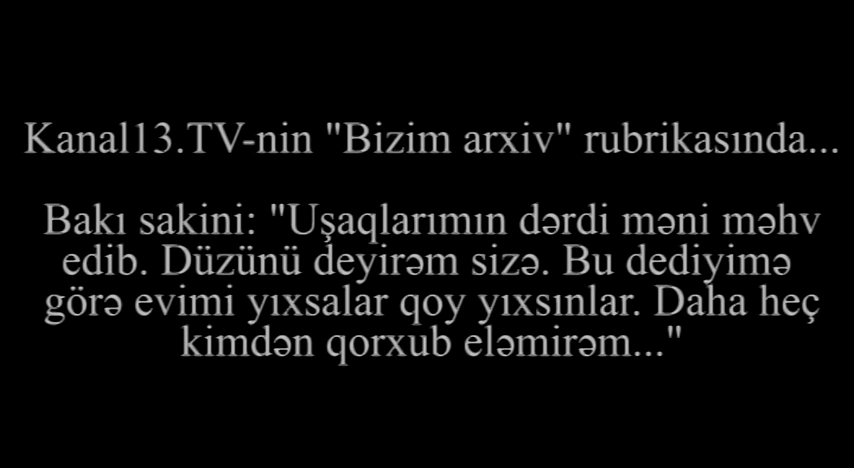 Kanal13.TV-nin "Bizim arxiv" rubrikasında...
Bakı sakini: "Uşaqlarımın dərdi məni məhv
edib. Düzünü deyirəm sizə. Bu dediyimə
görə evimi yıxsalar qoy yıxsınlar. Daha heç
kimdən qorxub eləmirəm..."